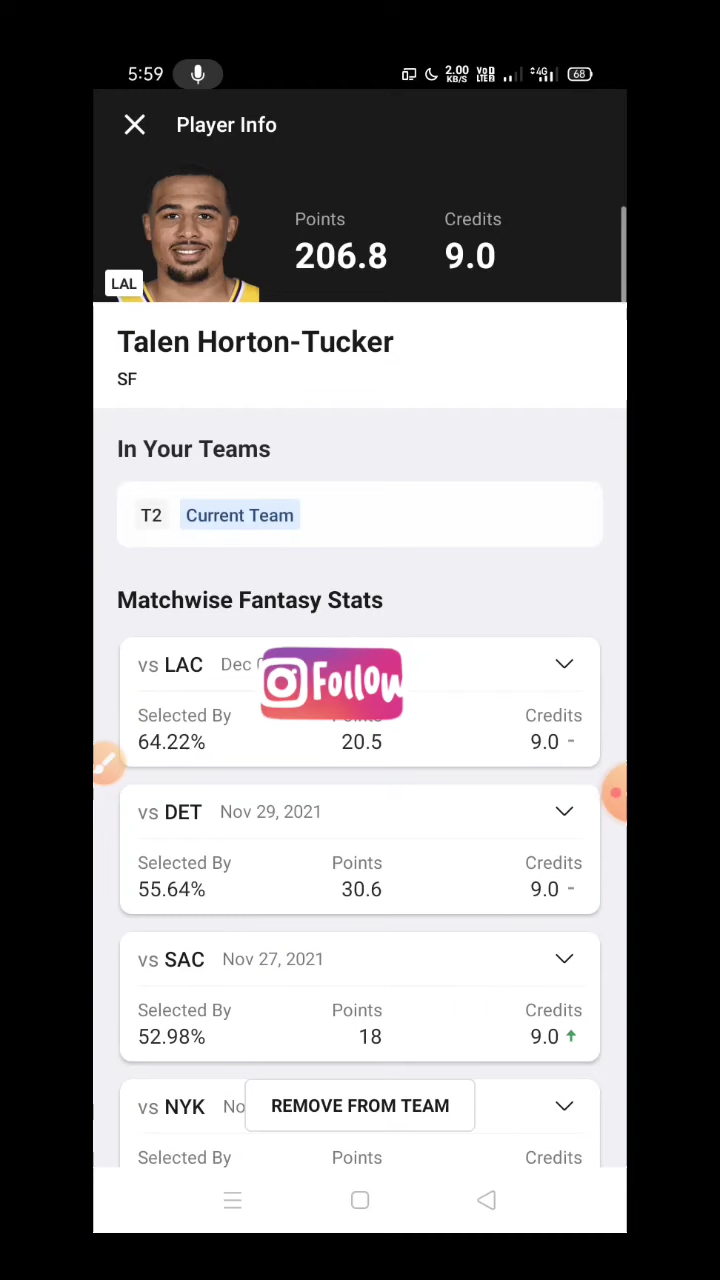 5:59 2.00 KB/S VoD LTE2 4G 68
Player Info
Points Credits
206.8 9.0
LAL
Talen Horton-Tucker
SF
In Your Teams
T2 Current Team
Matchwise Fantasy Stats
vs LAC Dec
Follow
Selected By Points Credits
64.22% 20.5 9.0 -
vs DET Nov 29, 2021
Selected By Points Credits
55.64% 30.6 9.0 -
vs SAC Nov 27, 2021
Selected By Points Credits
52.98% 18 9.0
vs NYK No
REMOVE FROM TEAM
Selected By Points Credits